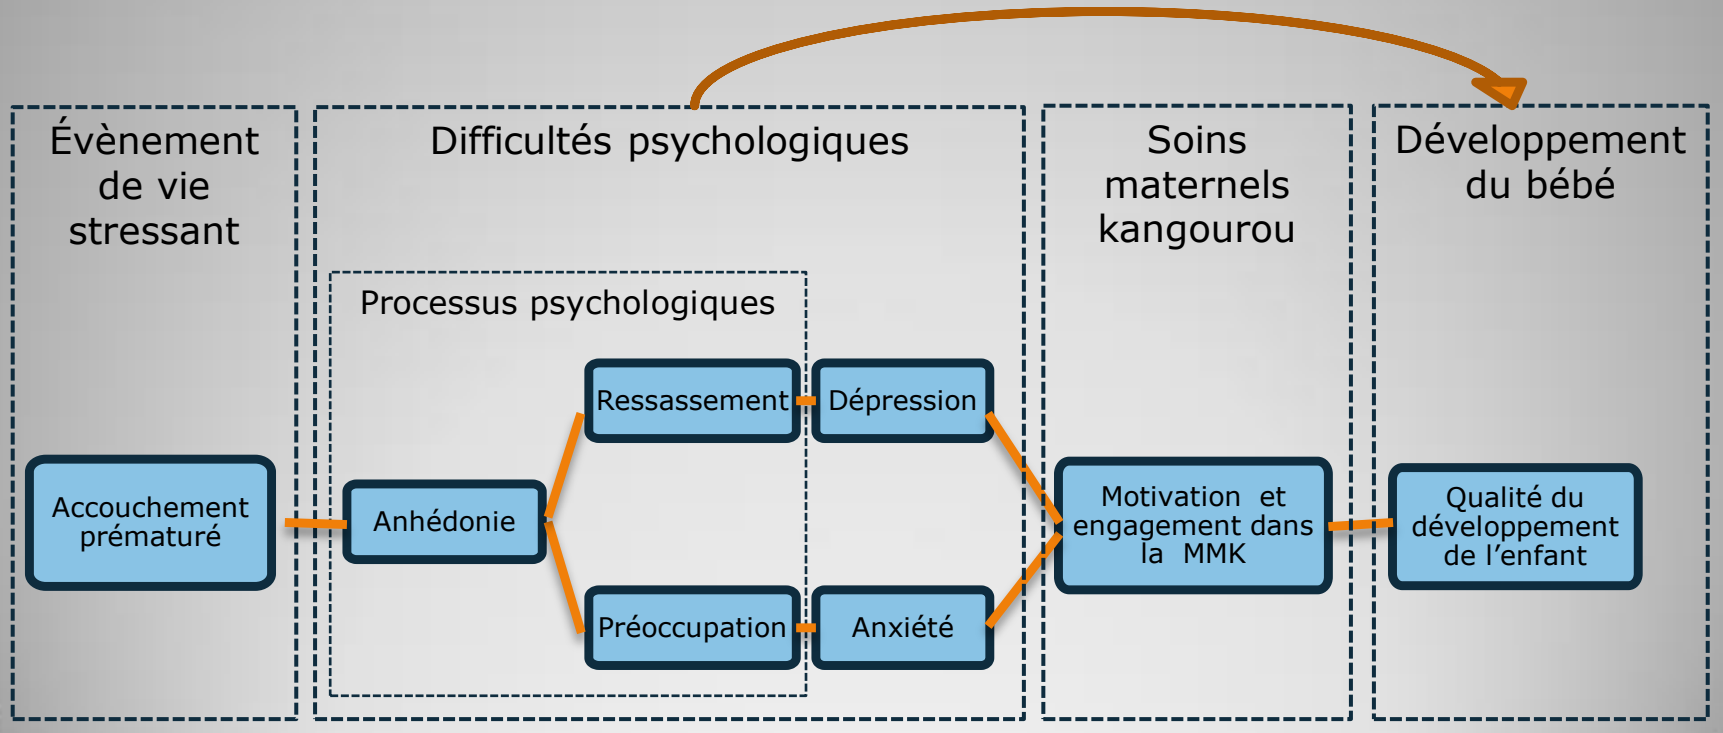 Évènement
de vie
stressant
Difficultés psychologiques
Soins
maternels
kangourou
Développement
du bébé
Processus psychologiques
Ressassement
Dépression
Accouchement
prématuré
Anhédonie
Motivation et
engagement dans
la MMK
Qualité du
développement
de l’enfant
Préoccupation
Anxiété